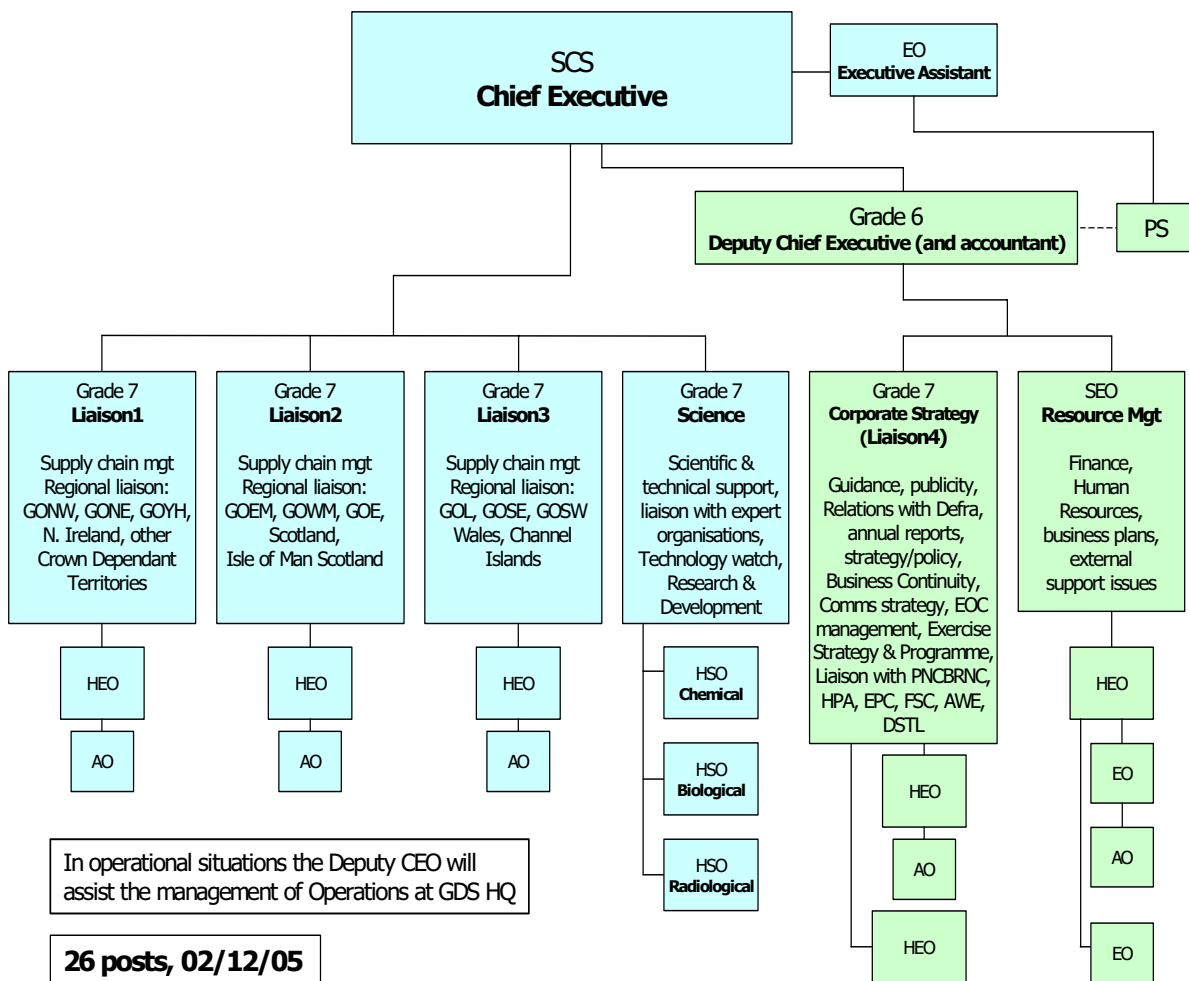 SCS
Chief Executive
EO
Executive Assistant
Grade 6
Deputy Chief Executive (and accountant)
PS
Grade 7
Liaison1
Supply chain mgt
Regional liaison:
GONW, GONE, GOYH,
N. Ireland, other
Crown Dependant
Territories
HEO
AO
Grade 7
Liaison2
Supply chain mgt
Regional liaison:
GOEM, GOWM, GOE,
Scotland,
Isle of Man Scotland
HEO
AO
Grade 7
Liaison3
Supply chain mgt
Regional liaison:
GOL, GOSE, GOSW
Wales, Channel
Islands
HEO
AO
Grade 7
Science
Scientific &
technical support,
liaison with expert
organisations,
Technology watch,
Research &
Development
HSO
Chemical
HSO
Biological
HSO
Radiological
Grade 7
Corporate Strategy
(Liaison4)
Guidance, publicity,
Relations with Defra,
annual reports,
strategy/policy,
Business Continuity,
Comms strategy, EOC
management, Exercise
Strategy & Programme,
Liaison with PNCBRNC,
HPA, EPC, FSC, AWE,
DSTL
HEO
AO
HEO
SEO
Resource Mgt
Finance,
Human
Resources,
business plans,
external
support issues
HEO
EO
AO
EO
In operational situations the Deputy CEO will
assist the management of Operations at GDS HQ
26 posts, 02/12/05